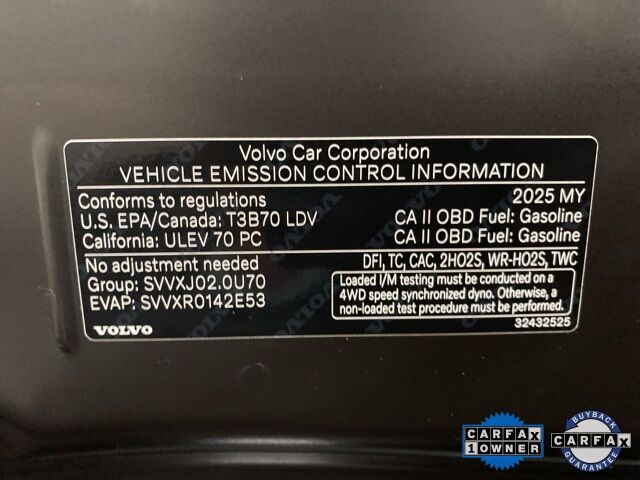 Volvo Car Corporation
VEHICLE EMISSION CONTROL INFORMATION
Conforms to regulations 2025 MY
U.S. EPA/Canada: T3B70 LDV CA II OBD Fuel: Gasoline
California: ULEV 70 PC CA II OBD Fuel: Gasoline
No adjustment needed DFI, TC, CAC, 2HO2S, WR-HO2S, TWC
Group: SVVXJ02.0U70
EVAP: SVVXR0142E53
Loaded I/M testing must be conducted on a
4WD speed synchronized dyno. Otherwise, a
non-loaded test procedure must be performed.
VOLVO 32432525
CARFAX
1 OWNER
BUYBACK
CARFAX
GUARANTEE